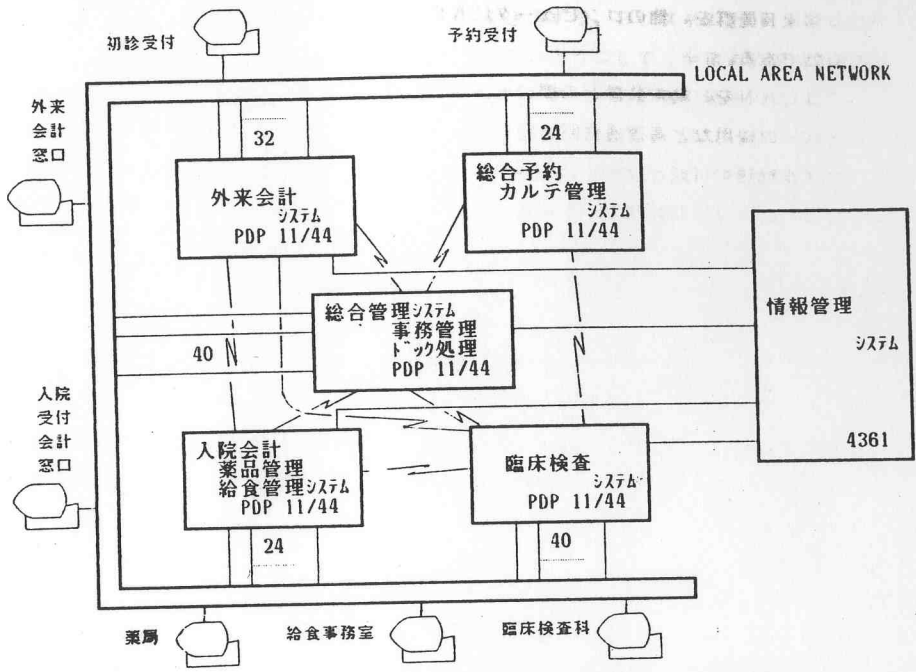 初診受付
予約受付
LOCAL AREA NETWORK
外来
会計
窓口
32
24
外来会計
システム
PDP 11/44
総合予約
カルテ管理
システム
PDP 11/44
総合管理システム
事務管理
ドック処理
PDP 11/44
情報管理
システム
4361
40
入院
受付
会計
窓口
入院会計
薬品管理
給食管理システム
PDP 11/44
臨床検査
システム
PDP 11/44
24
40
薬局
給食事務室
臨床検査科